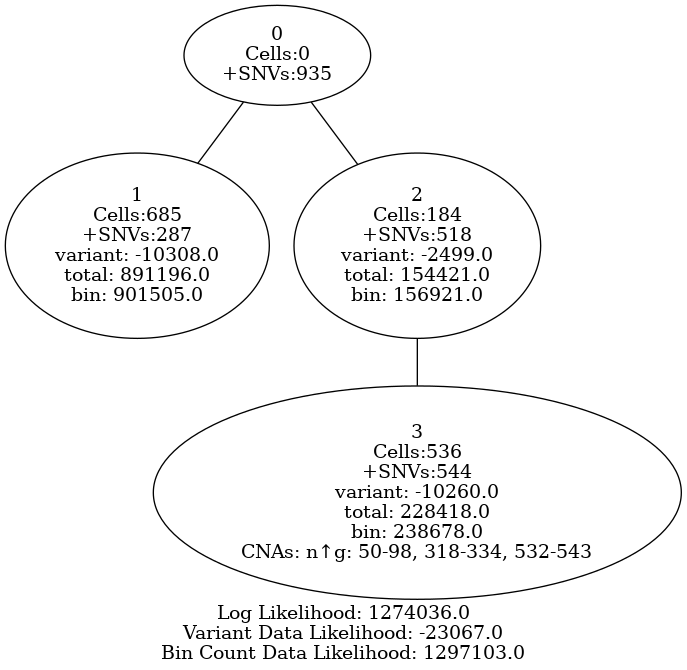 0
Cells:0
+SNVs:935
1
Cells:685
+SNVs:287
variant: -10308.0
total: 891196.0
bin: 901505.0
2
Cells:184
+SNVs:518
variant: -2499.0
total: 154421.0
bin: 156921.0
3
Cells:536
+SNVs:544
variant: -10260.0
total: 228418.0
bin: 238678.0
CNAs: n↑g: 50-98, 318-334, 532-543
Log Likelihood: 1274036.0
Variant Data Likelihood: -23067.0
Bin Count Data Likelihood: 1297103.0